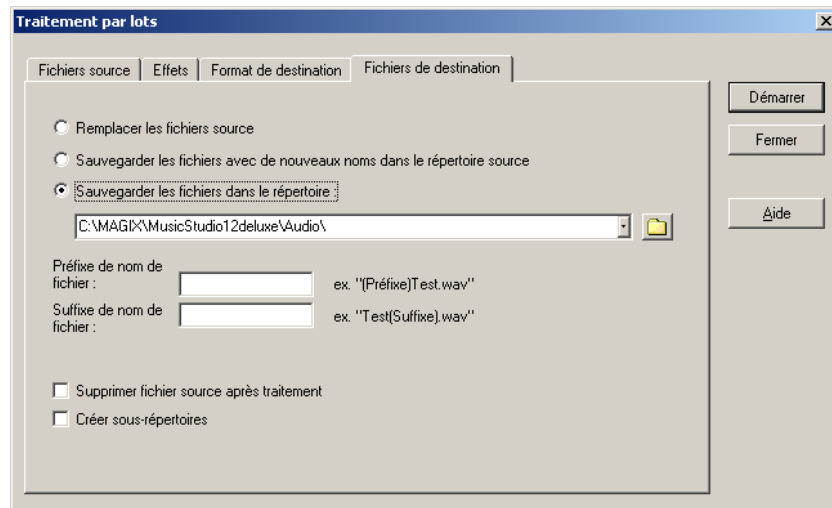 Traitement par lots
Fichiers source
Effets
Format de destination
Fichiers de destination
Démarrer
Fermer
Aide
Remplacer les fichiers source
Sauvegarder les fichiers avec de nouveaux noms dans le répertoire source
Sauvegarder les fichiers dans le répertoire :
C:\MAGIX\MusicStudio12deluxe\Audio\
Préfixe de nom de
fichier :
ex. "(Préfixe)Test.wav"
Suffixe de nom de
fichier :
ex. "Test(Suffixe).wav"
Supprimer fichier source après traitement
Créer sous-répertoires